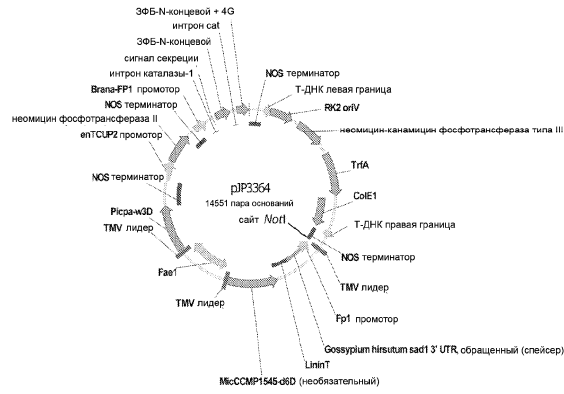 ЗФБ-N-концевой + 4G
интрон cat
ЗФБ-N-концевой
сигнал секреции
интрон каталазы-1
Brana-FP1 промотор
NOS терминатор
неомицин фосфотрансфераза II
enTCUP2 промотор
NOS терминатор
Picpa-w3D
TMV лидер
Fae1
TMV лидер
MicCCMP1545-d6D (необязательный)
LininT
Gossypium hirsutum sad1 3' UTR, обращенный (спейсер)
Fp1 промотор
TMV лидер
NOS терминатор
Т-ДНК правая граница
ColE1
TrfA
неомицин-канамицин фосфотрансфераза типа III
RK2 oriV
Т-ДНК левая граница
NOS терминатор
pJP3364
14551 пара оснований
сайт NotI